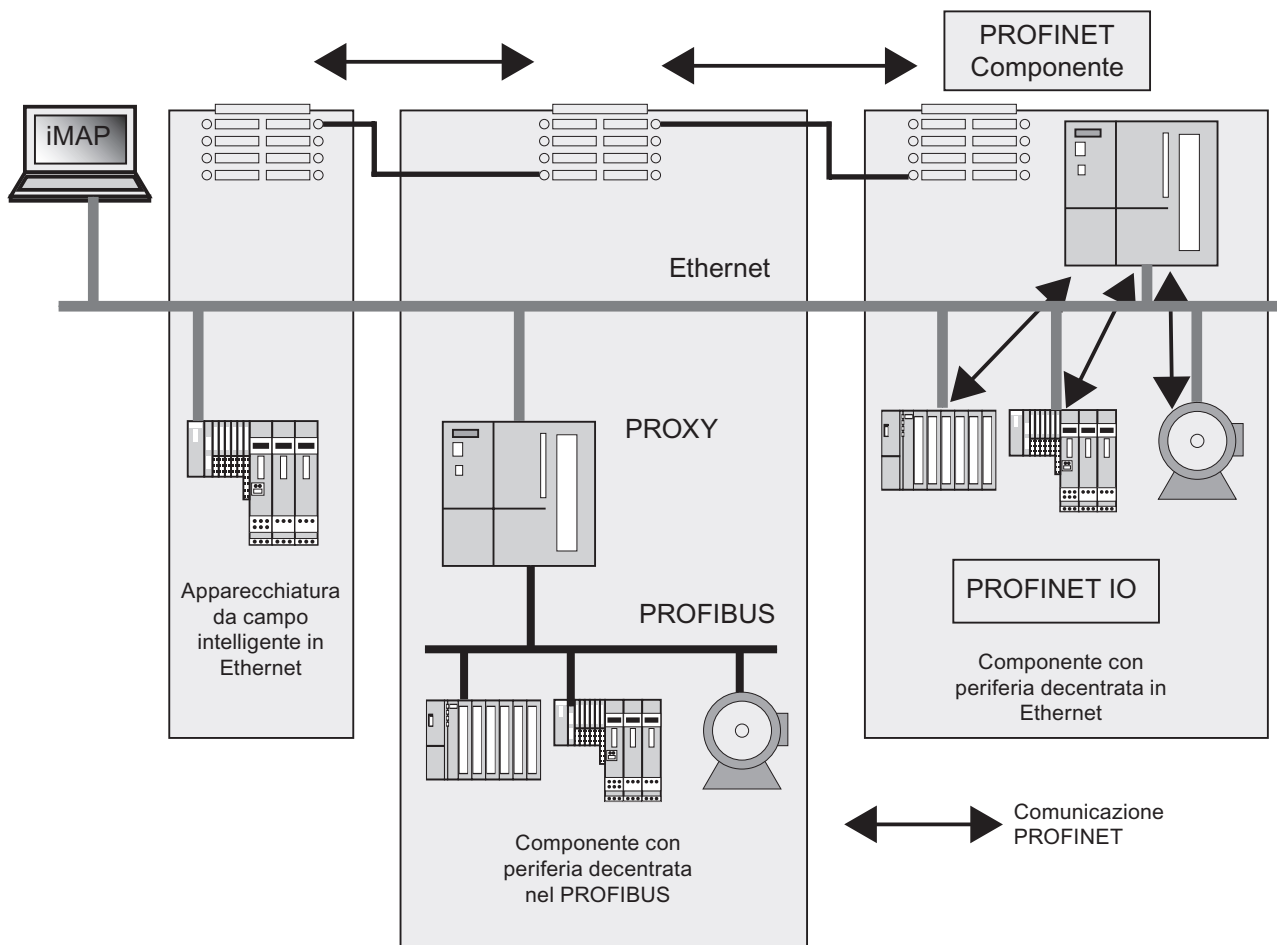 PROFINET
Componente
iMAP
Ethernet
PROXY
Apparecchiatura
da campo
intelligente in
Ethernet
PROFIBUS
PROFINET IO
Componente con
periferia decentrata in
Ethernet
Componente con
periferia decentrata
nel PROFIBUS
Comunicazione
PROFINET